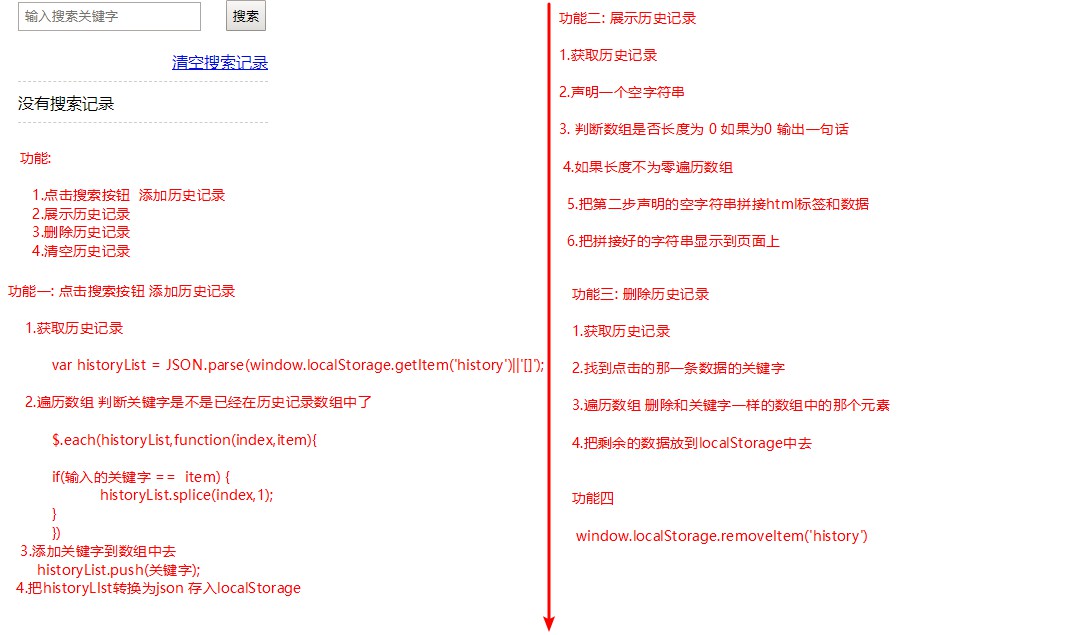 输入搜索关键字
搜索
清空搜索记录
没有搜索记录
功能:
1.点击搜索按钮 添加历史记录
2.展示历史记录
3.删除历史记录
4.清空历史记录
功能一: 点击搜索按钮 添加历史记录
1.获取历史记录
var historyList = JSON.parse(window.localStorage.getItem('history')||'[]');
2.遍历数组 判断关键字是不是已经在历史记录数组中了
$.each(historyList,function(index,item){
if(输入的关键字 == item) {
historyList.splice(index,1);
}
})
3.添加关键字到数组中去
historyList.push(关键字);
4.把historyLIst转换为json 存入localStorage
功能二: 展示历史记录
1.获取历史记录
2.声明一个空字符串
3. 判断数组是否长度为 0 如果为0 输出一句话
4.如果长度不为零遍历数组
5.把第二步声明的空字符串拼接html标签和数据
6.把拼接好的字符串显示到页面上
功能三: 删除历史记录
1.获取历史记录
2.找到点击的那一条数据的关键字
3.遍历数组 删除和关键字一样的数组中的那个元素
4.把剩余的数据放到localStorage中去
功能四
window.localStorage.removeItem('history')